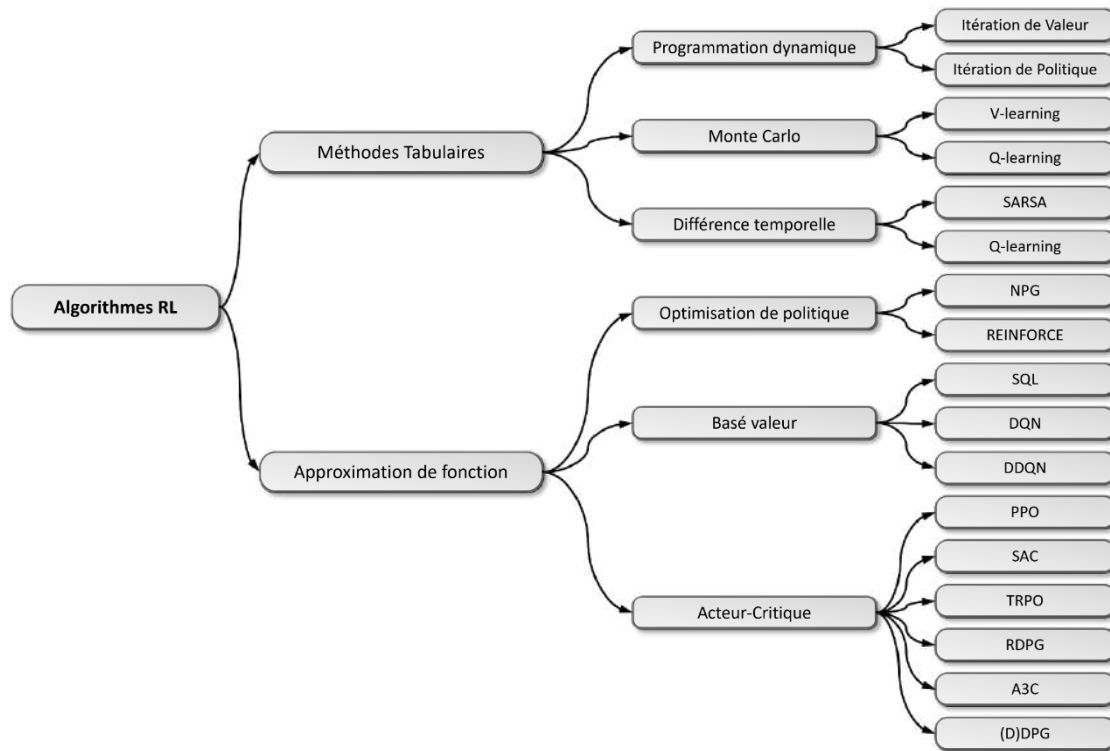 Algorithmes RL
Méthodes Tabulaires
Programmation dynamique
Itération de Valeur
Itération de Politique
Monte Carlo
V-learning
Q-learning
Différence temporelle
SARSA
Q-learning
Approximation de fonction
Optimisation de politique
NPG
REINFORCE
Basé valeur
SQL
DQN
DDQN
Acteur-Critique
PPO
SAC
TRPO
RDPG
A3C
(D)DPG